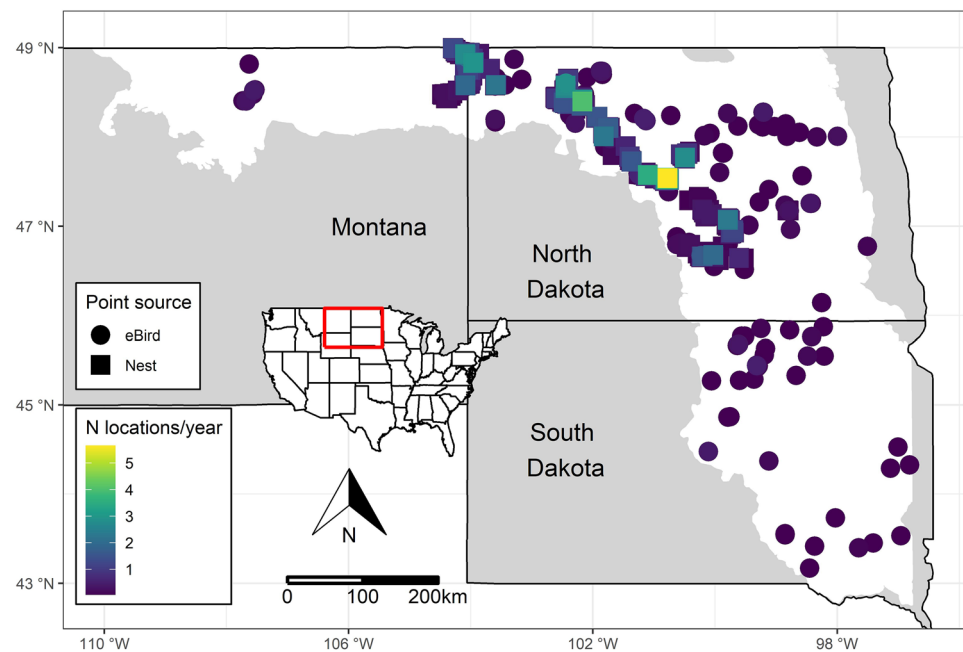 49 °N
47 °N
45 °N
43 °N
Montana
North
Dakota
South
Dakota
Point source
eBird
Nest
N locations/year
5
4
3
2
1
N
0 100 200km
110 °W 106 °W 102 °W 98 °W